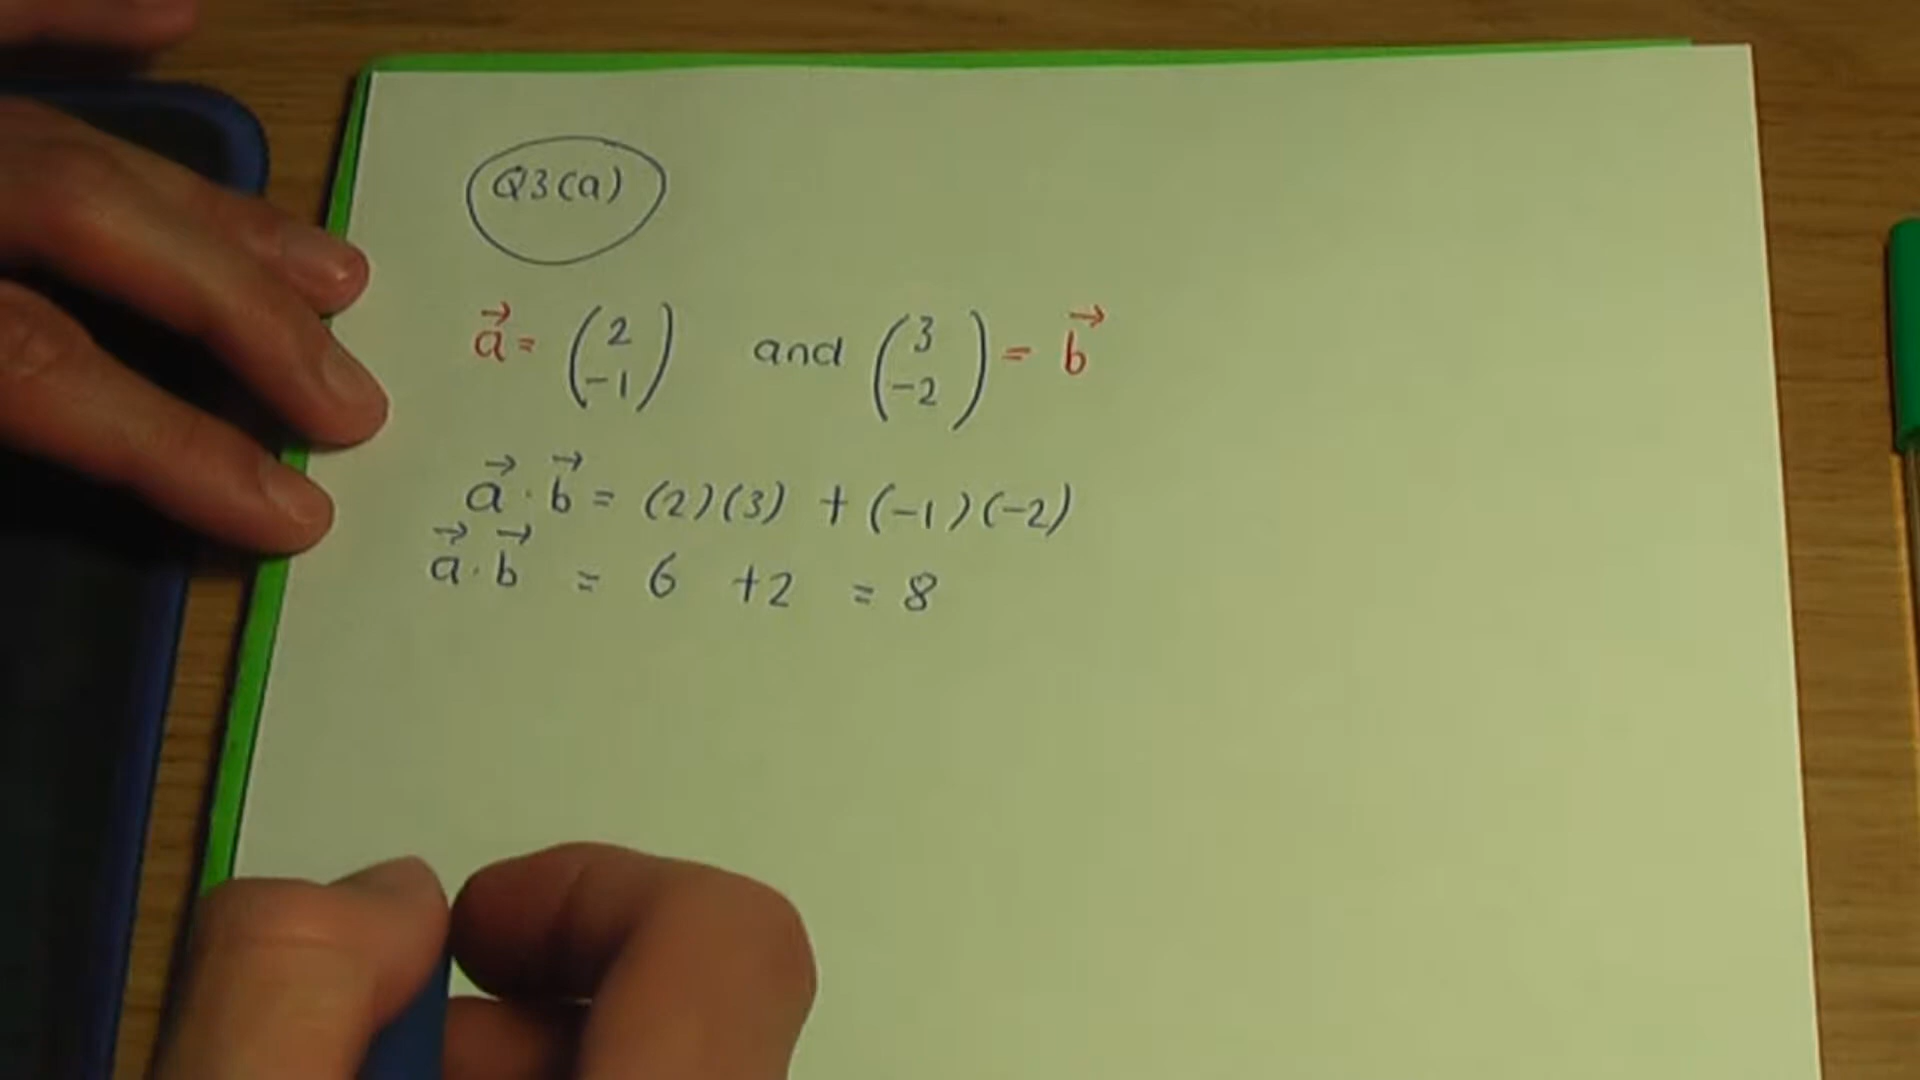 Q3(a)
→a = (2 -1) and (3 -2) = →b
→a · →b = (2)(3) + (-1)(-2)
→a · →b = 6 +2 = 8